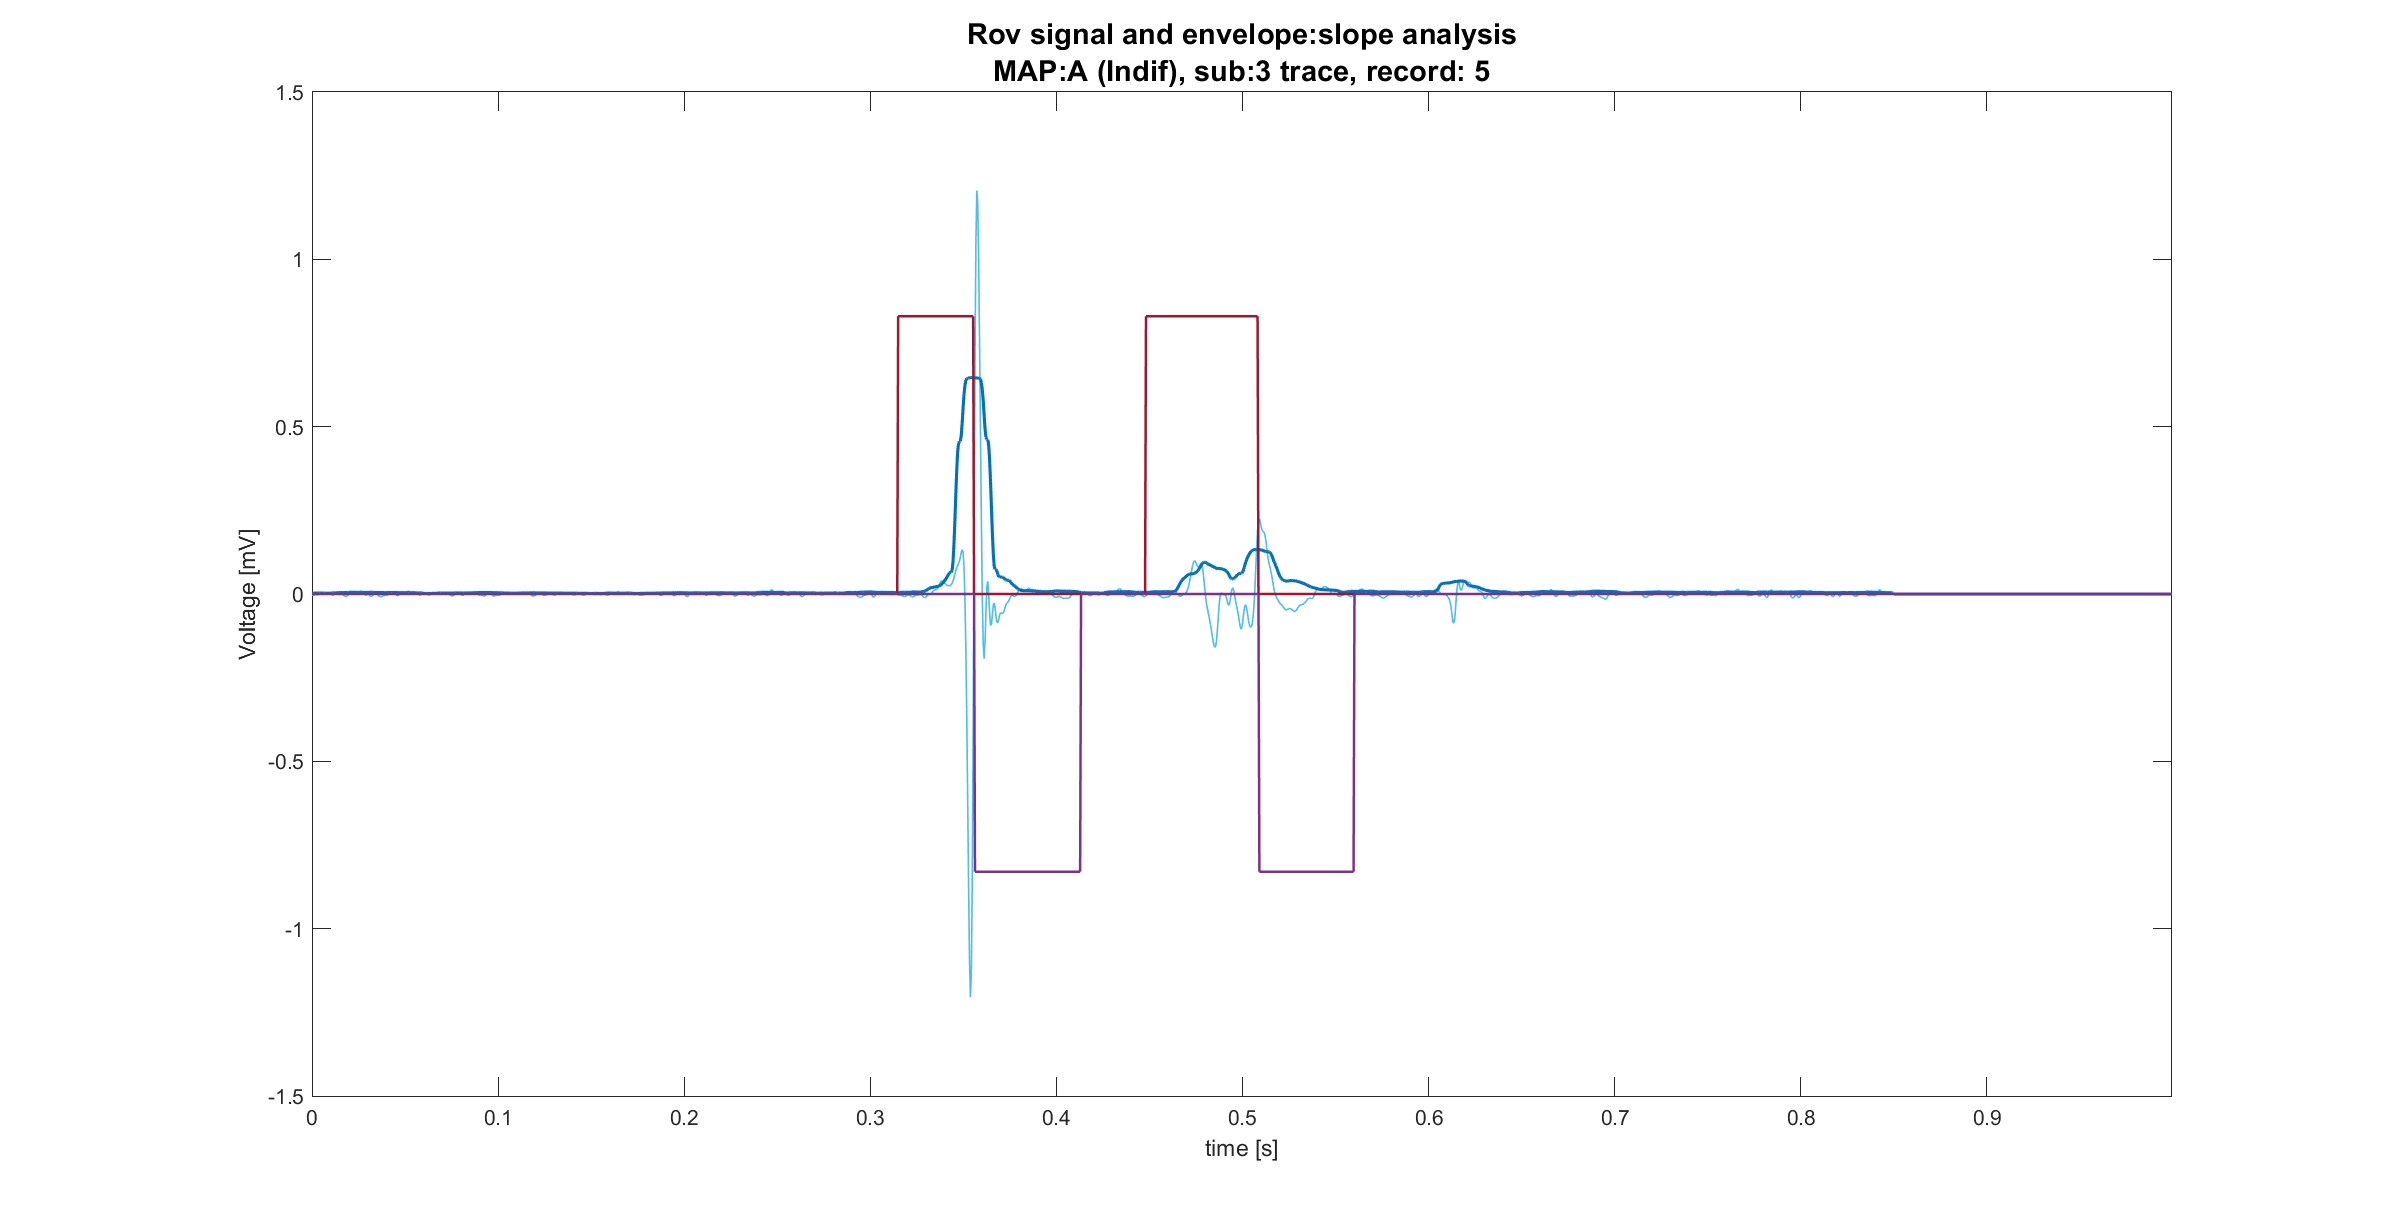 Rov signal and envelope:slope analysis
MAP:A (Indif), sub:3 trace, record: 5
1.5
1
0.5
0
-0.5
-1
-1.5
Voltage [mV]
0 0.1 0.2 0.3 0.4 0.5 0.6 0.7 0.8 0.9
time [s]